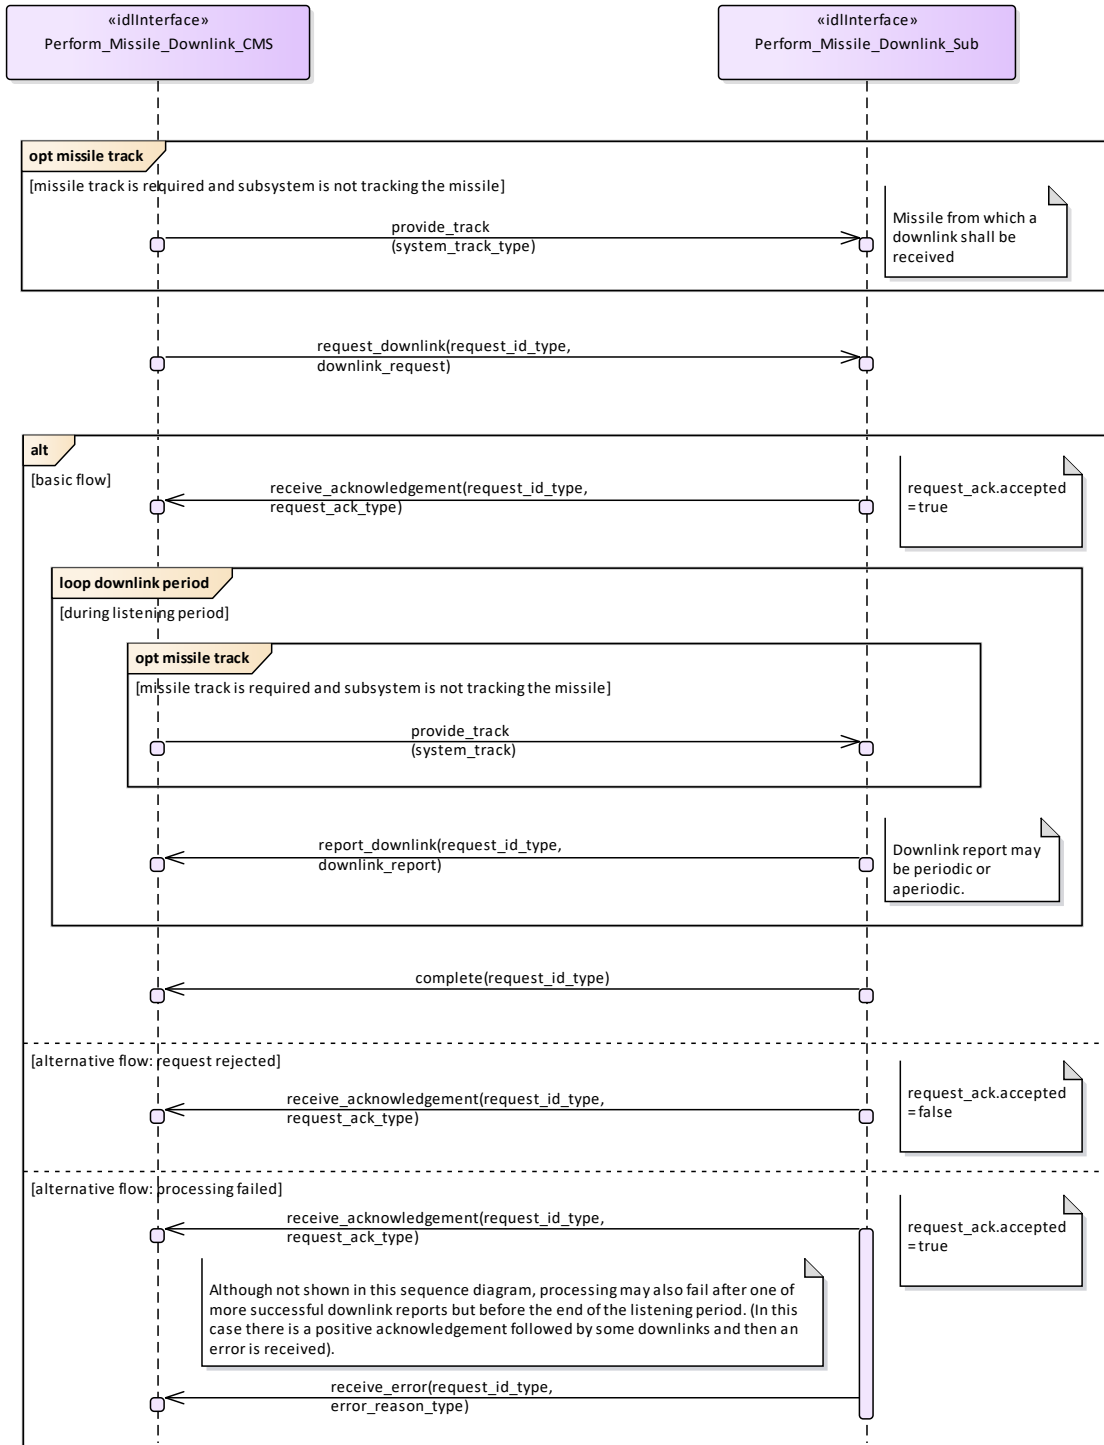 «idlInterface»
Perform_Missile_Downlink_CMS
«idlInterface»
Perform_Missile_Downlink_Sub
opt missile track
[missile track is required and subsystem is not tracking the missile]
provide_track
(system_track_type)
Missile from which a
downlink shall be
received
request_downlink(request_id_type,
downlink_request)
alt
[basic flow]
receive_acknowledgement(request_id_type,
request_ack_type)
request_ack.accepted
= true
loop downlink period
[during listening period]
opt missile track
[missile track is required and subsystem is not tracking the missile]
provide_track
(system_track)
report_downlink(request_id_type,
downlink_report)
Downlink report may
be periodic or
aperiodic.
complete(request_id_type)
[alternative flow: request rejected]
receive_acknowledgement(request_id_type,
request_ack_type)
request_ack.accepted
= false
[alternative flow: processing failed]
receive_acknowledgement(request_id_type,
request_ack_type)
request_ack.accepted
= true
Although not shown in this sequence diagram, processing may also fail after one of
more successful downlink reports but before the end of the listening period. (In this
case there is a positive acknowledgement followed by some downlinks and then an
error is received).
receive_error(request_id_type,
error_reason_type)